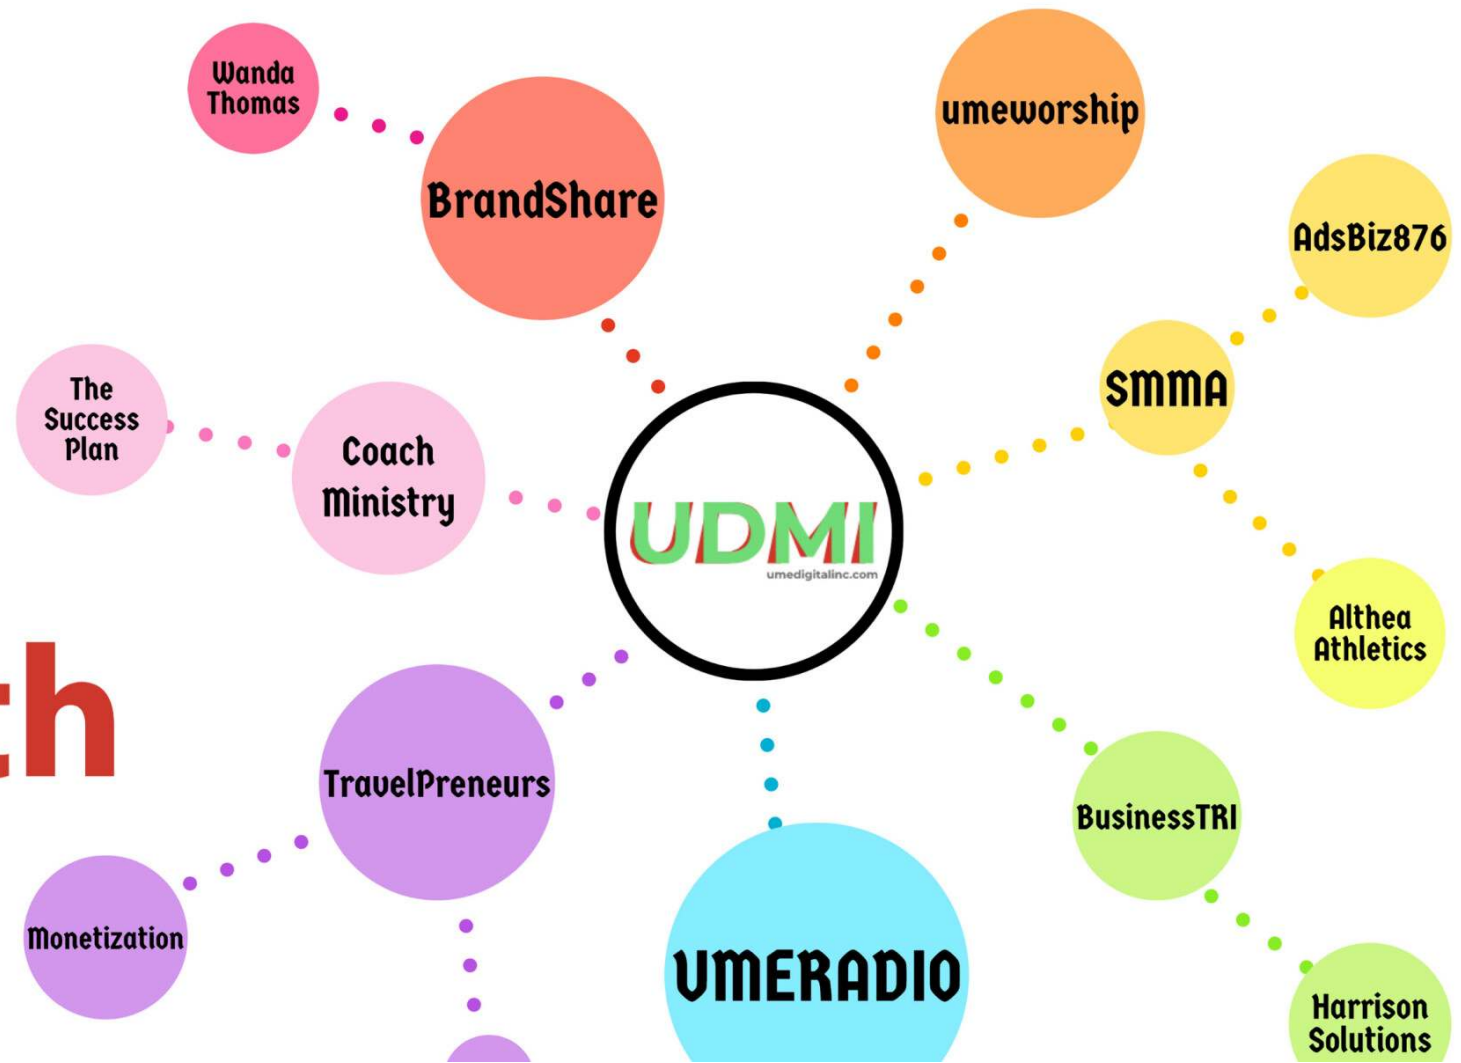 Wanda
Thomas
BrandShare
umeworship
AdsBiz876
SMMA
The
Success
Plan
Coach
Ministry
UDMI
umedigitalinc.com
Althea
Athletics
th
TravelPreneurs
BusinessTRI
Monetization
UMERADIO
Harrison
Solutions